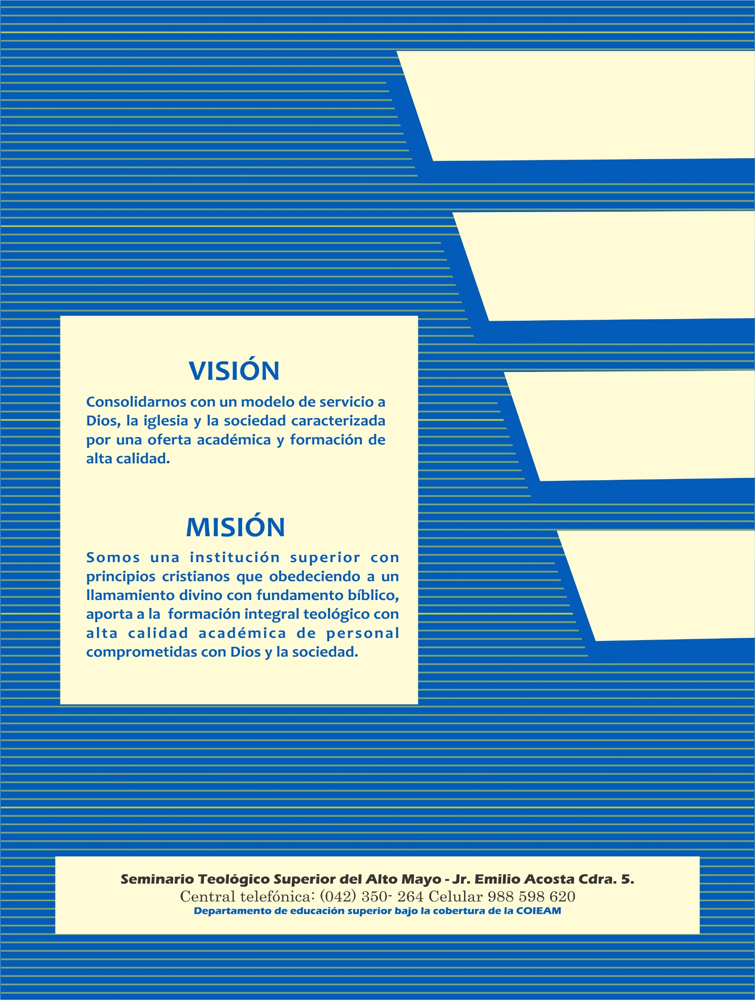 VISIÓN
Consolidarnos con un modelo de servicio a
Dios, la iglesia y la sociedad caracterizada
por una oferta académica y formación de
alta calidad.
MISIÓN
Somos una institución superior con
principios cristianos que obedeciendo a un
llamamiento divino con fundamento bíblico,
aporta a la formación integral teológico con
alta calidad académica de personal
comprometidas con Dios y la sociedad.
Seminario Teológico Superior del Alto Mayo - Jr. Emilio Acosta Cdra. 5.
Central telefónica: (042) 350- 264 Celular 988 598 620
Departamento de educación superior bajo la cobertura de la COIEAM